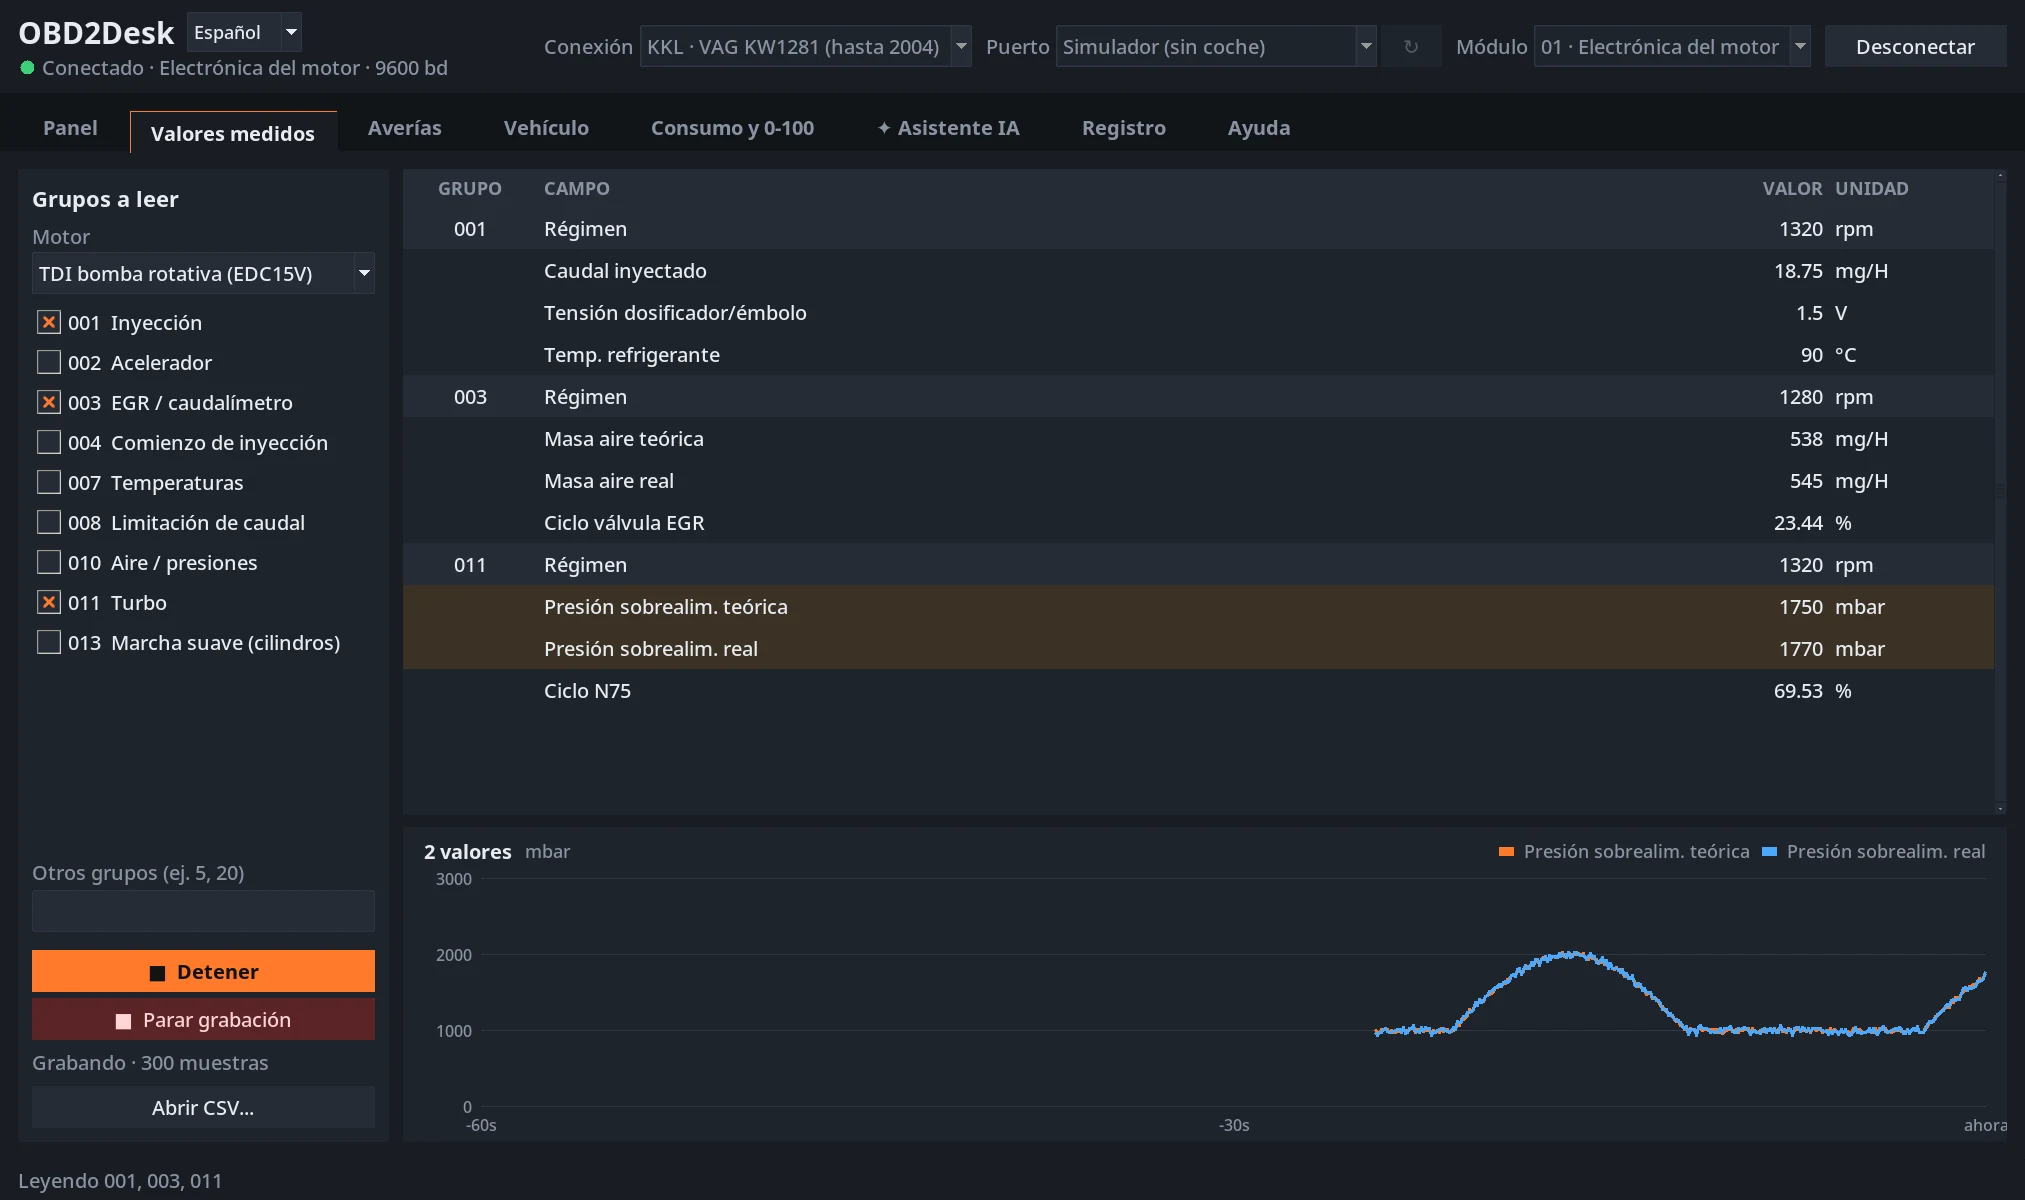 OBD2Desk Español
Conectado · Electrónica del motor · 9600 bd
Conexión KKL · VAG KW1281 (hasta 2004) Puerto Simulador (sin coche) ↻ Módulo 01 · Electrónica del motor Desconectar
Panel Valores medidos Averías Vehículo Consumo y 0-100 ✦ Asistente IA Registro Ayuda
Grupos a leer
Motor
TDI bomba rotativa (EDC15V)
001 Inyección
002 Acelerador
003 EGR / caudalímetro
004 Comienzo de inyección
007 Temperaturas
008 Limitación de caudal
010 Aire / presiones
011 Turbo
013 Marcha suave (cilindros)
Otros grupos (ej. 5, 20)
Detener
Parar grabación
Grabando · 300 muestras
Abrir CSV...
GRUPO CAMPO VALOR UNIDAD
001 Régimen 1320 rpm
Caudal inyectado 18.75 mg/H
Tensión dosificador/émbolo 1.5 V
Temp. refrigerante 90 °C
003 Régimen 1280 rpm
Masa aire teórica 538 mg/H
Masa aire real 545 mg/H
Ciclo válvula EGR 23.44 %
011 Régimen 1320 rpm
Presión sobrealim. teórica 1750 mbar
Presión sobrealim. real 1770 mbar
Ciclo N75 69.53 %
2 valores mbar Presión sobrealim. teórica Presión sobrealim. real
3000
2000
1000
0
-60s -30s ahora
Leyendo 001, 003, 011